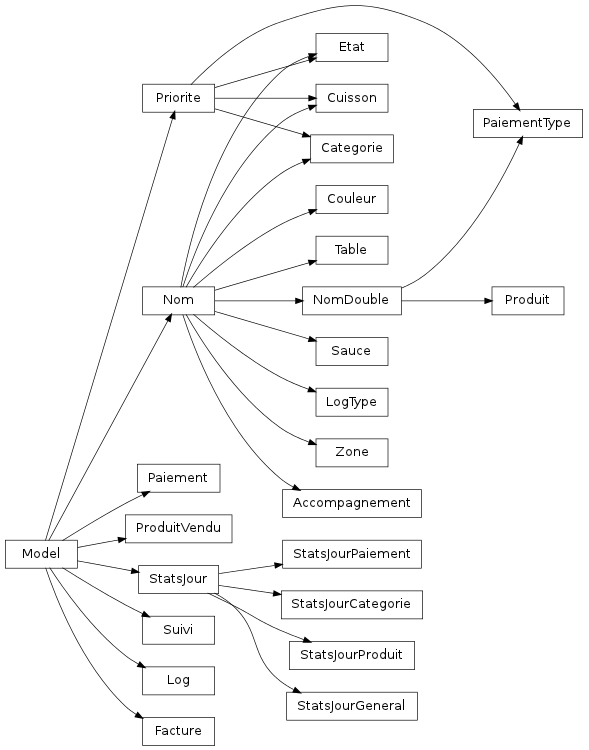 Etat
Priorite
Cuisson
PaiementType
Categorie
Couleur
Table
Nom
NomDouble
Produit
Sauce
LogType
Zone
Paiement
Accompagnement
ProduitVendu
Model
StatsJourPaiement
StatsJour
StatsJourCategorie
Suivi
StatsJourProduit
Log
StatsJourGeneral
Facture